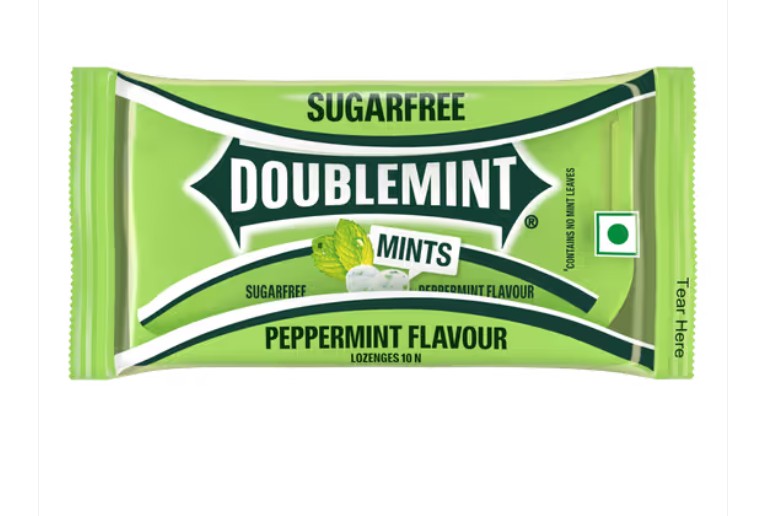 SUGARFREE
DOUBLEMINT®
MINTS
SUGARFREE
PEPPERMINT FLAVOUR
PEPPERMINT FLAVOUR
LOZENGES 10 N
*CONTAINS NO MINT LEAVES
Tear Here